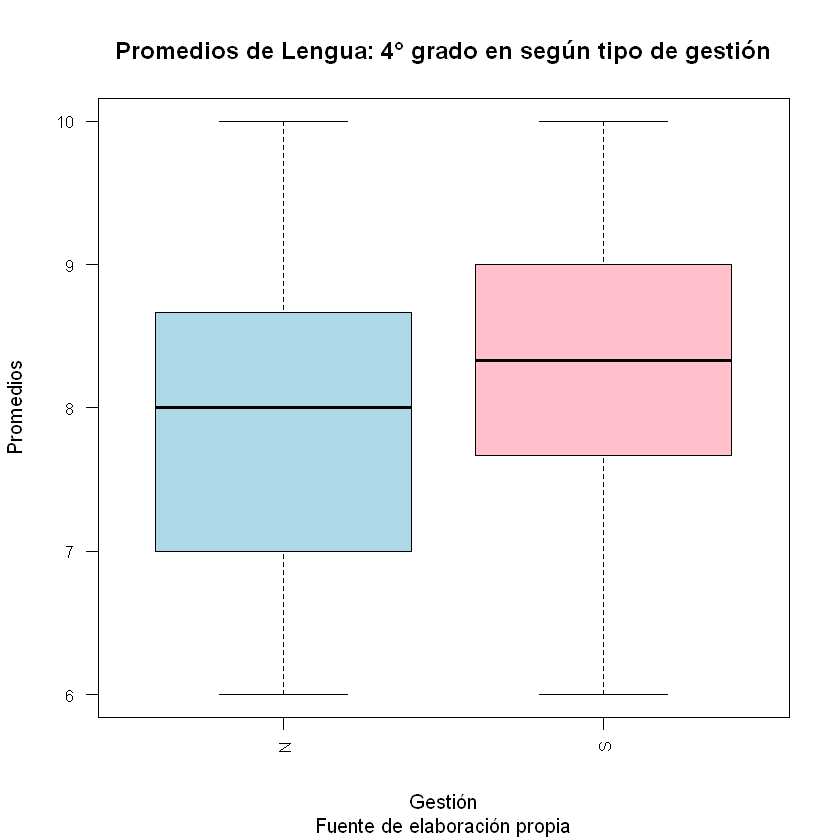 Promedios de Lengua: 4° grado en según tipo de gestión
Promedios
10
9
8
7
6
N
S
Gestión
Fuente de elaboración propia